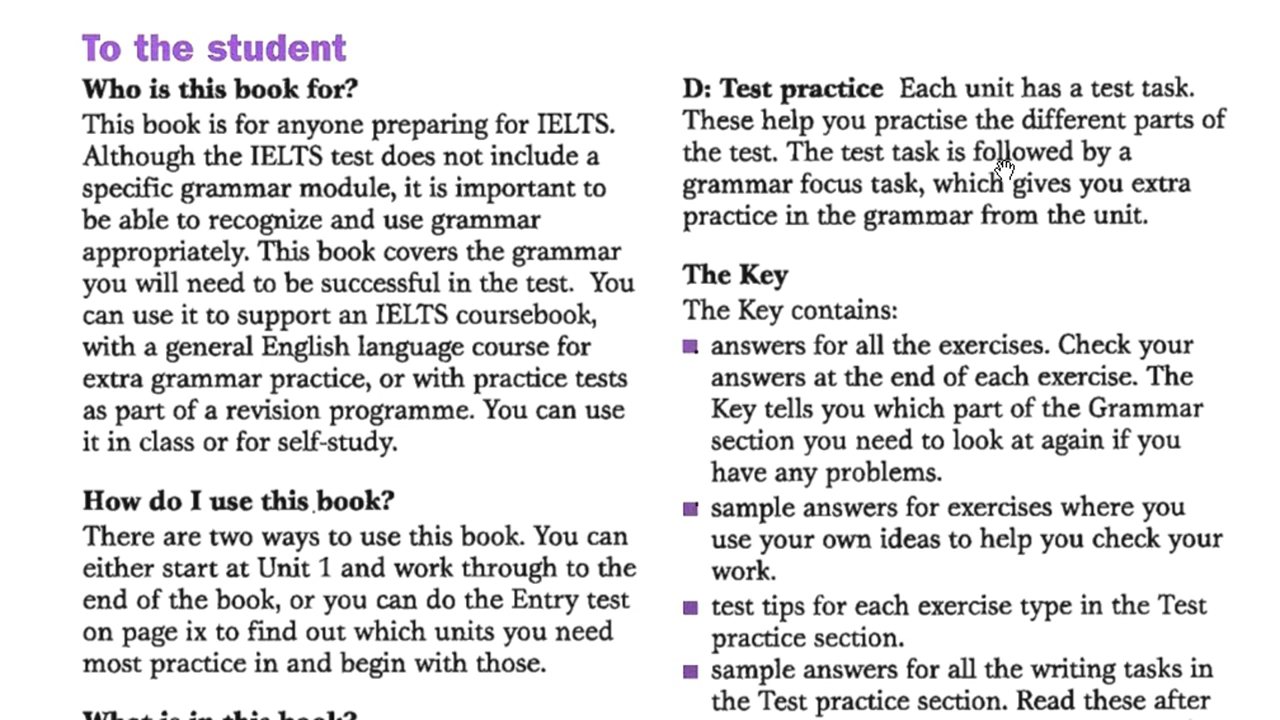 To the student
Who is this book for?
This book is for anyone preparing for IELTS.
Although the IELTS test does not include a
specific grammar module, it is important to
be able to recognize and use grammar
appropriately. This book covers the grammar
you will need to be successful in the test. You
can use it to support an IELTS coursebook,
with a general English language course for
extra grammar practice, or with practice tests
as part of a revision programme. You can use
it in class or for self-study.
How do I use this book?
There are two ways to use this book. You can
either start at Unit 1 and work through to the
end of the book, or you can do the Entry test
on page ix to find out which units you need
most practice in and begin with those.
What is in this book?
D: Test practice Each unit has a test task.
These help you practise the different parts of
the test. The test task is followed by a
grammar focus task, which gives you extra
practice in the grammar from the unit.
The Key
The Key contains:
answers for all the exercises. Check your
answers at the end of each exercise. The
Key tells you which part of the Grammar
section you need to look at again if you
have any problems.
sample answers for exercises where you
use your own ideas to help you check your
work.
test tips for each exercise type in the Test
practice section.
sample answers for all the writing tasks in
the Test practice section. Read these after